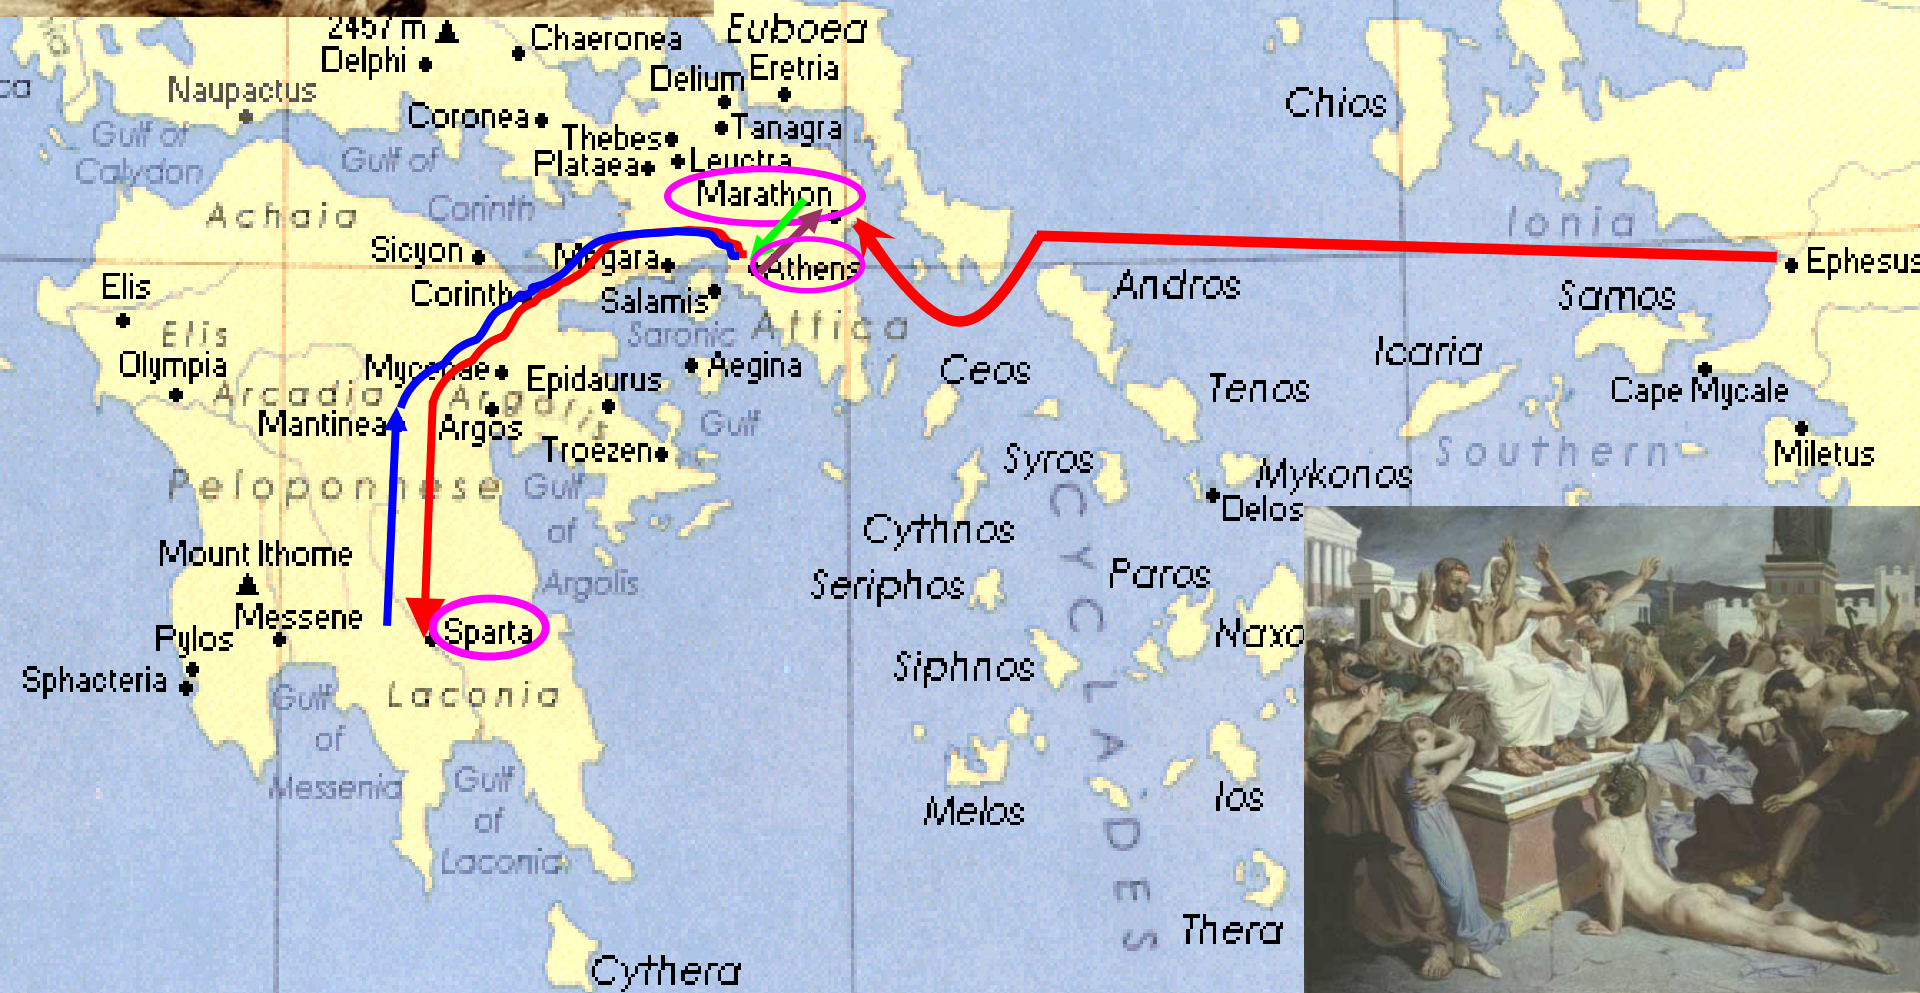 2457 m
Delphi
Chaeronea
Euboea
Naupactus
Delium
Eretria
Chios
Coronea
Gulf of
Calydon
Gulf of
Corinth
Thebes
Tanagra
Plataea
Leuctra
Marathon
Achaia
Ionia
Sicyon
Megara
Athens
Ephesus
Elis
Corinth
Salamis
Andros
Samos
Elis
Saronic
Gulf
Attica
Olympia
Mycenae
Epidaurus
Aegina
Ceos
Icaria
Arcadia
Argolis
Tenos
Cape Mycale
Mantinea
Argos
Troezen
Southern
Miletus
Syros
Mykonos
Peloponnese
Gulf
of
Argolis
Delos
Cythnos
Mount Ithome
Seriphos
Paros
Messene
Pylos
Sparta
Naxo
Sphacteria
Siphnos
Laconia
Gulf
of
Messenia
Gulf
of
Laconia
CYCLADES
Melos
Ios
Thera
Cythera